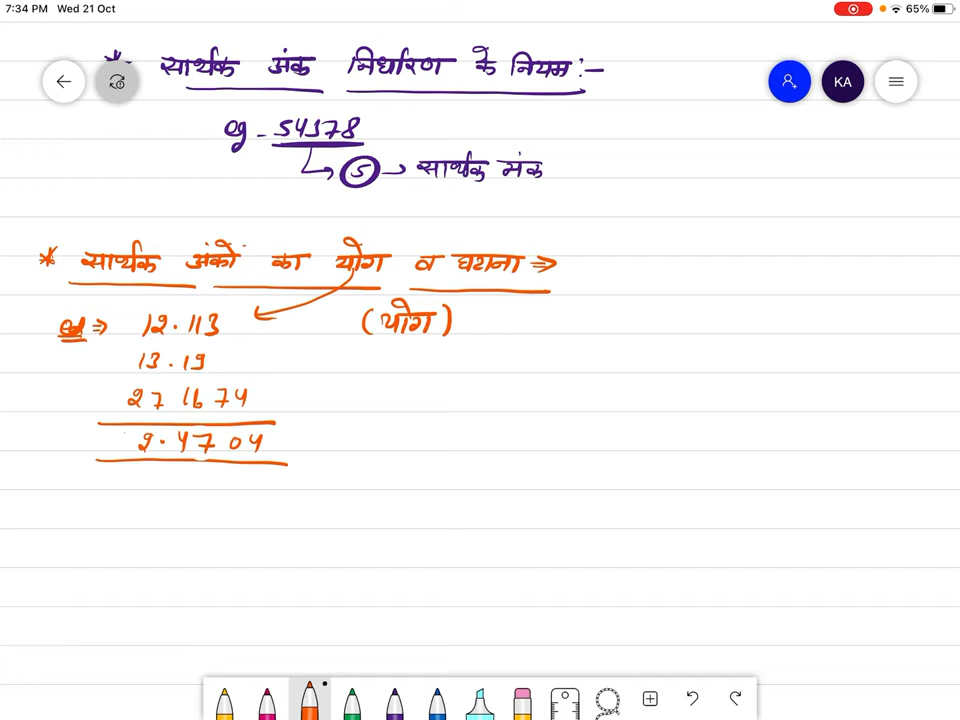 7:34 PM Wed 21 Oct 65%
* सार्थक अंक निर्धारण के नियम :-
KA
eg - 54378
↳ 5 → सार्थक अंक
* सार्थक अंकों का योग व घटाना ⇒
eg ⇒ 12.113 (योग)
13.19
27 1674
2.4704